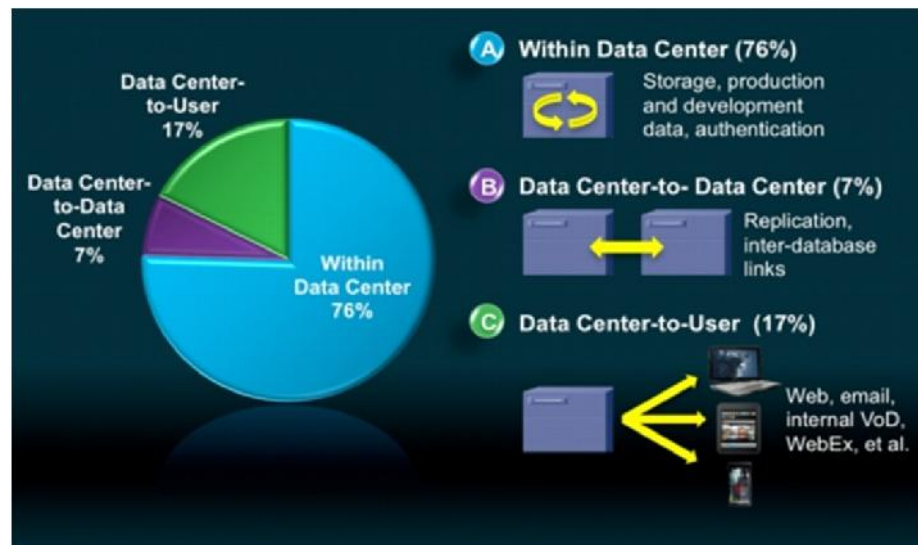 Data Center-
to-User
17%
Data Center-
to-Data
Center
7%
Within
Data Center
76%
A Within Data Center (76%)
Storage, production
and development
data, authentication
B Data Center-to- Data Center (7%)
Replication,
inter-database
links
C Data Center-to-User (17%)
Web, email,
internal VoD,
WebEx, et al.